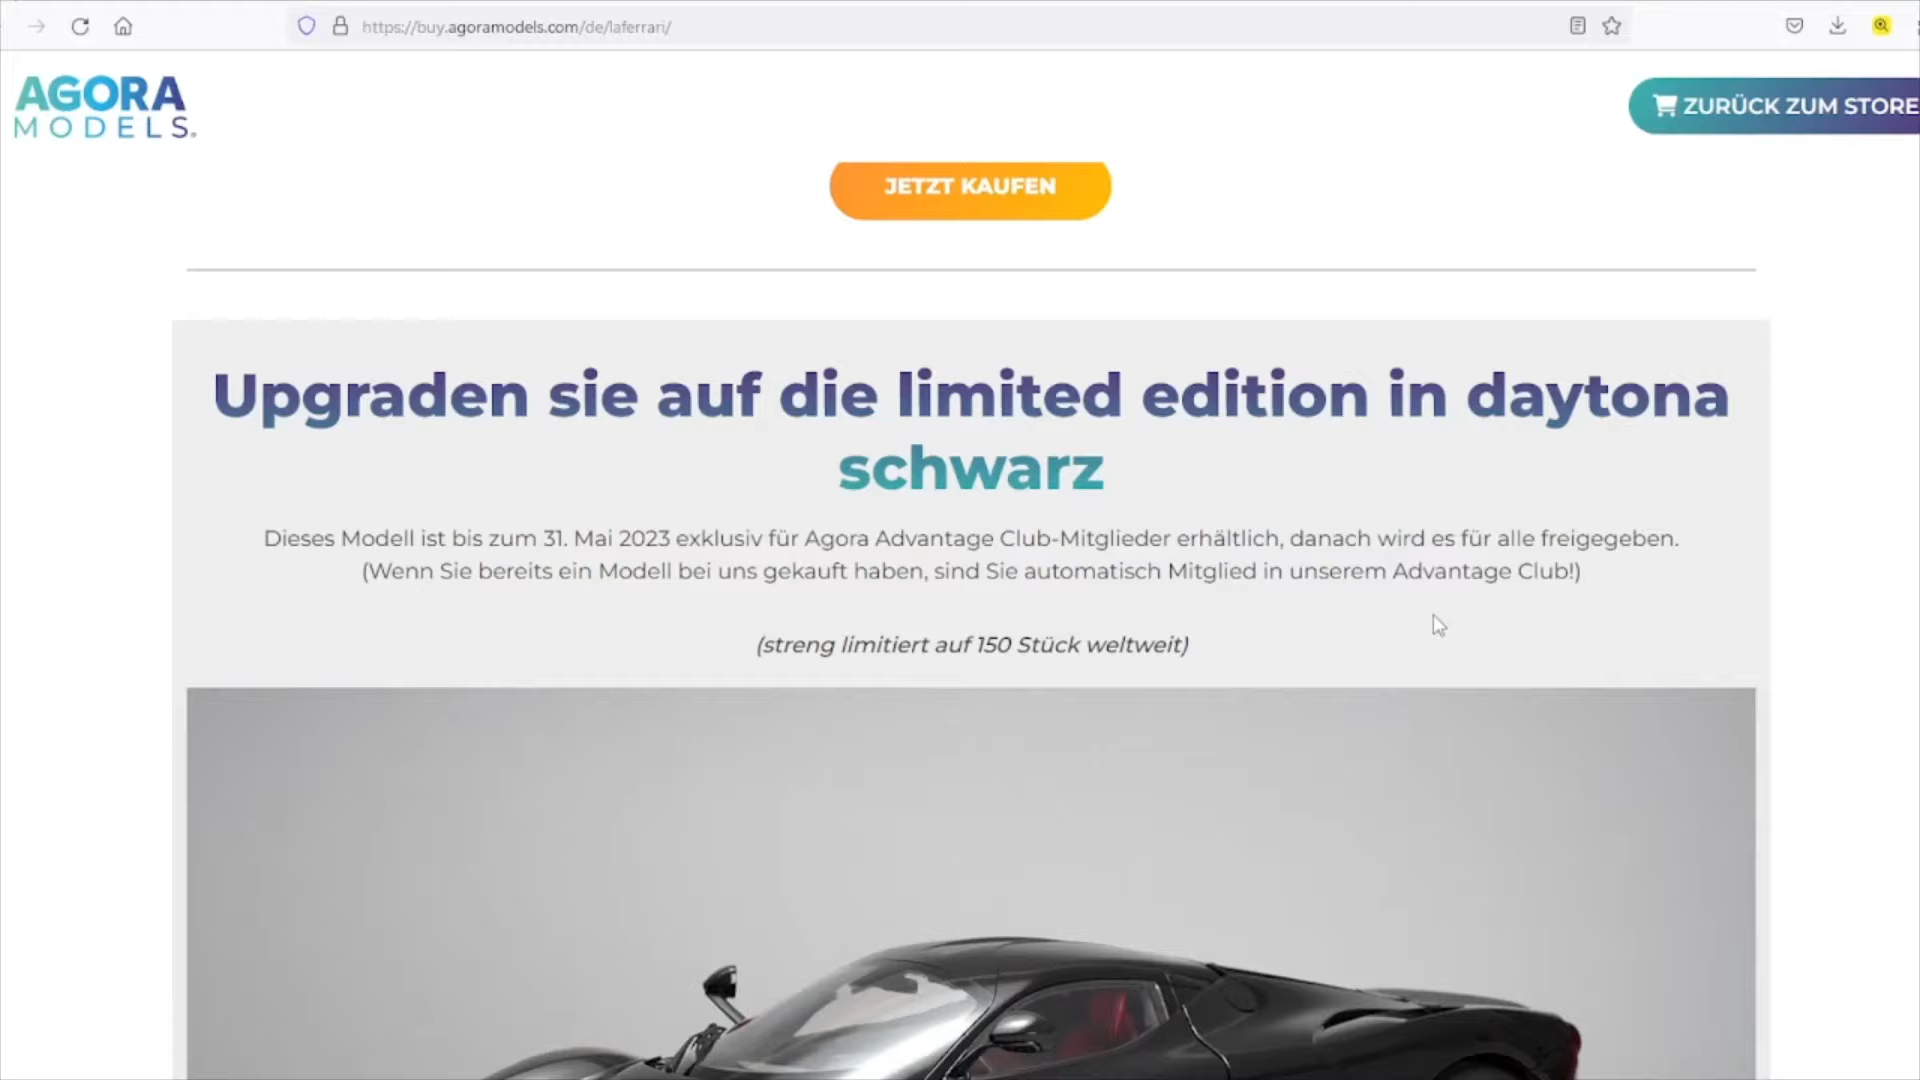 https://buy.agoramodels.com/de/laferrari/
AGORA
MODELS.
ZURÜCK ZUM STORE
JETZT KAUFEN
Upgraden sie auf die limited edition in daytona
schwarz
Dieses Modell ist bis zum 31. Mai 2023 exklusiv für Agora Advantage Club-Mitglieder erhältlich, danach wird es für alle freigegeben.
(Wenn Sie bereits ein Modell bei uns gekauft haben, sind Sie automatisch Mitglied in unserem Advantage Club!)
(streng limitiert auf 150 Stück weltweit)